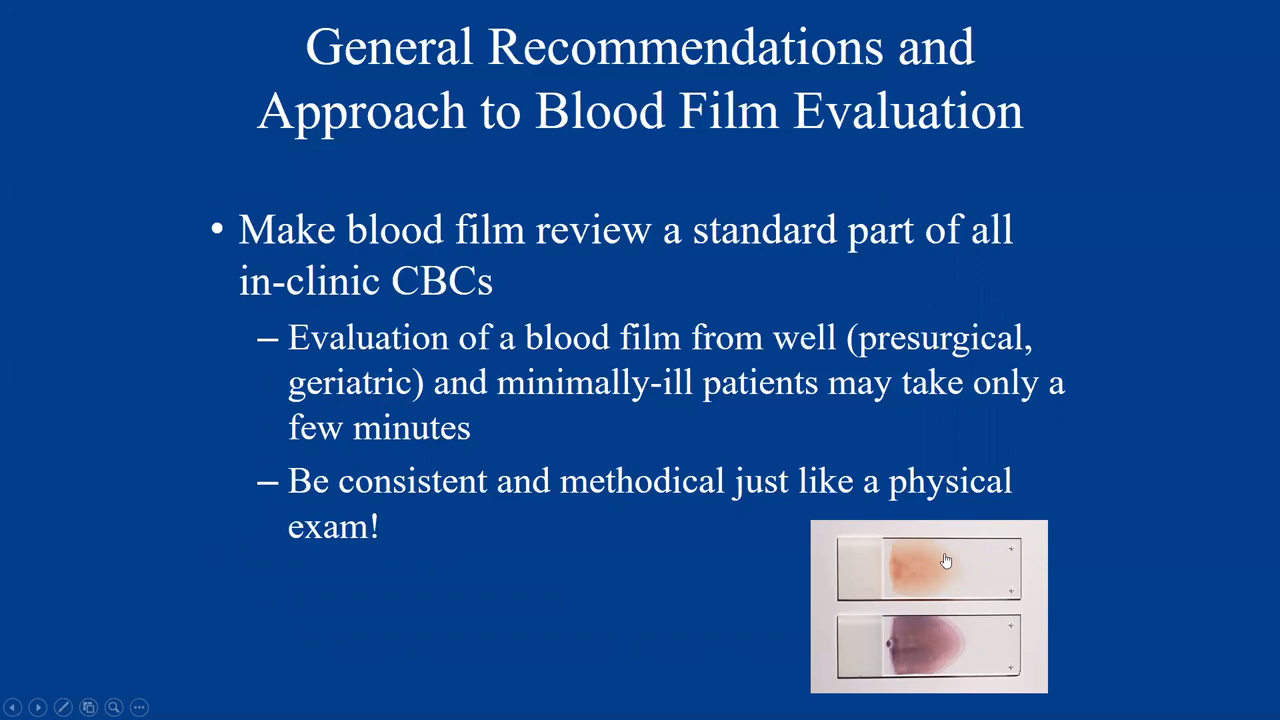 General Recommendations and
Approach to Blood Film Evaluation
• Make blood film review a standard part of all
in-clinic CBCs
– Evaluation of a blood film from well (presurgical,
geriatric) and minimally-ill patients may take only a
few minutes
– Be consistent and methodical just like a physical
exam!